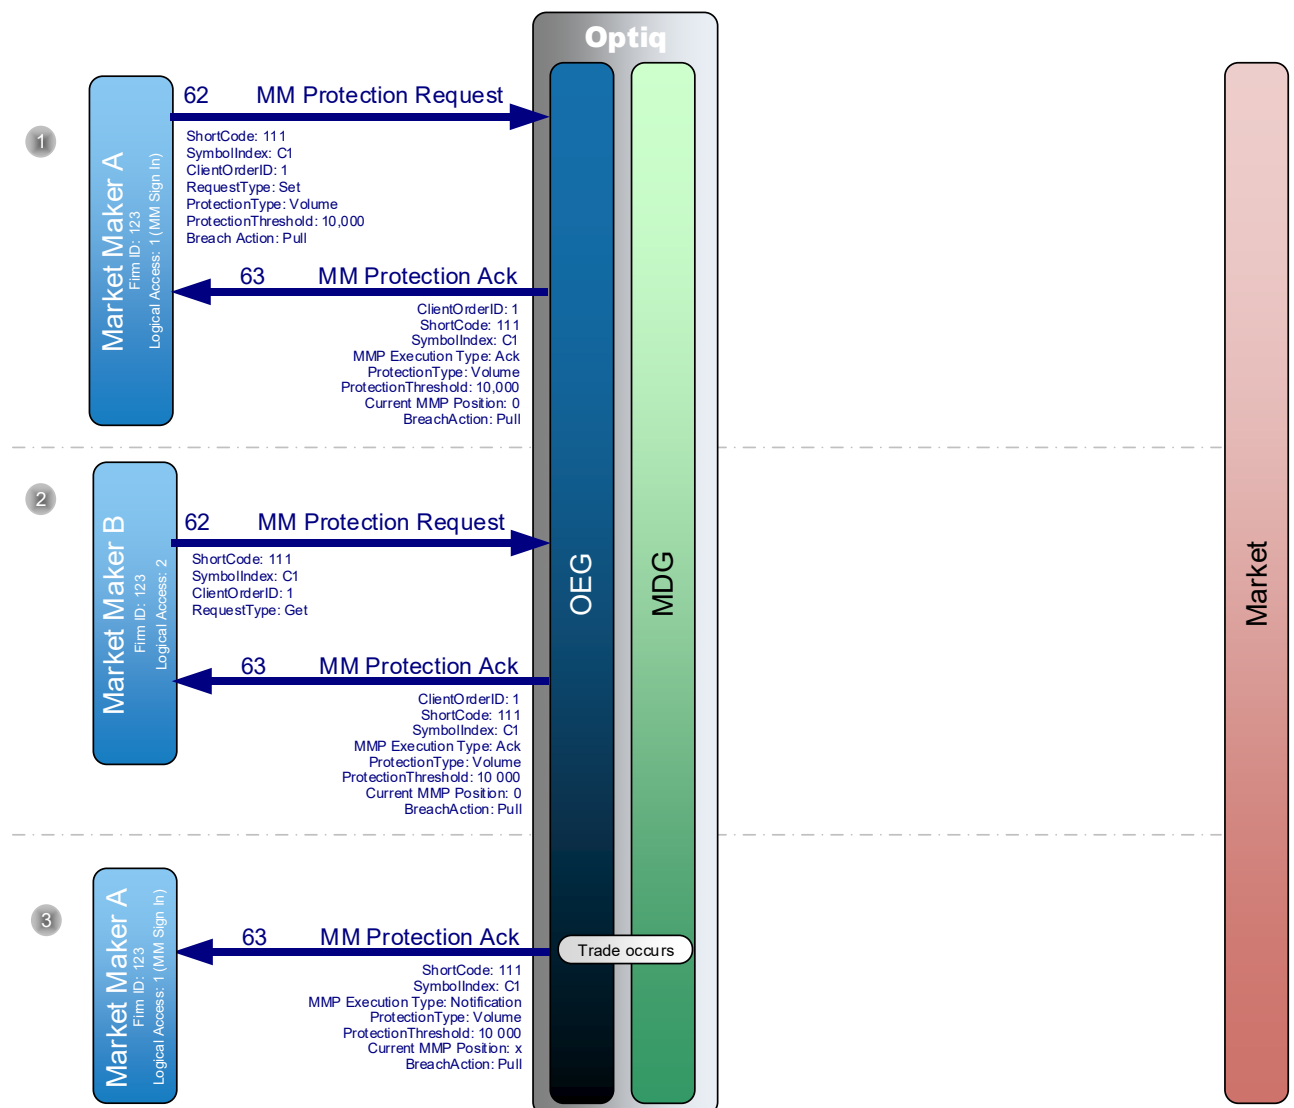 Optiq
1
Market Maker A
Firm ID: 123
Logical Access: 1 (MM Sign In)
62 MM Protection Request
ShortCode: 111
SymbolIndex: C1
ClientOrderID: 1
RequestType: Set
ProtectionType: Volume
ProtectionThreshold: 10,000
Breach Action: Pull
63 MM Protection Ack
ClientOrderID: 1
ShortCode: 111
SymbolIndex: C1
MMP Execution Type: Ack
ProtectionType: Volume
ProtectionThreshold: 10,000
Current MMP Position: 0
BreachAction: Pull
2
Market Maker B
Firm ID: 123
Logical Access: 2
62 MM Protection Request
ShortCode: 111
SymbolIndex: C1
ClientOrderID: 1
RequestType: Get
OEG
MDG
Market
63 MM Protection Ack
ClientOrderID: 1
ShortCode: 111
SymbolIndex: C1
MMP Execution Type: Ack
ProtectionType: Volume
ProtectionThreshold: 10 000
Current MMP Position: 0
BreachAction: Pull
3
Market Maker A
Firm ID: 123
Logical Access: 1 (MM Sign In)
63 MM Protection Ack
Trade occurs
ShortCode: 111
SymbolIndex: C1
MMP Execution Type: Notification
ProtectionType: Volume
ProtectionThreshold: 10 000
Current MMP Position: x
BreachAction: Pull